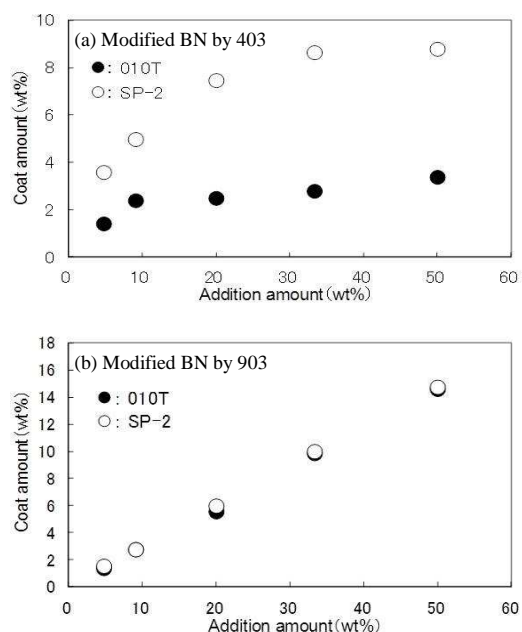 (a) Modified BN by 403
●: 010T
○: SP-2
Coat amount(wt%)
10
8
6
4
2
0
0 10 20 30 40 50 60
Addition amount(wt%)
(b) Modified BN by 903
●: 010T
○: SP-2
Coat amount(wt%)
18
16
14
12
10
8
6
4
2
0
0 10 20 30 40 50 60
Addition amount(wt%)